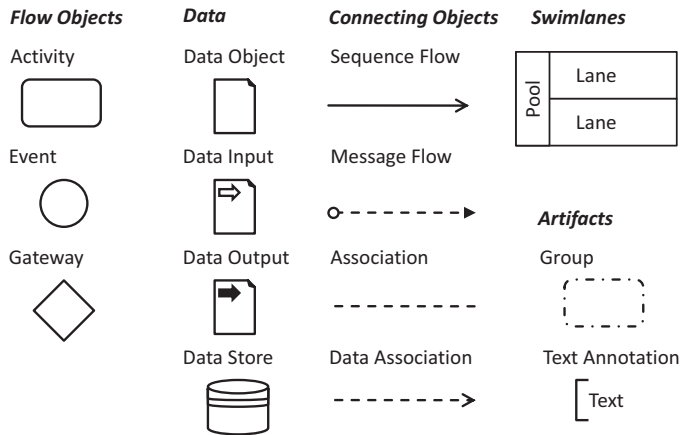 Flow Objects
Data
Connecting Objects
Swimlanes
Activity
Data Object
Sequence Flow
Pool
Lane
Lane
Event
Data Input
Message Flow
Artifacts
Gateway
Data Output
Association
Group
Data Store
Data Association
Text Annotation
Text